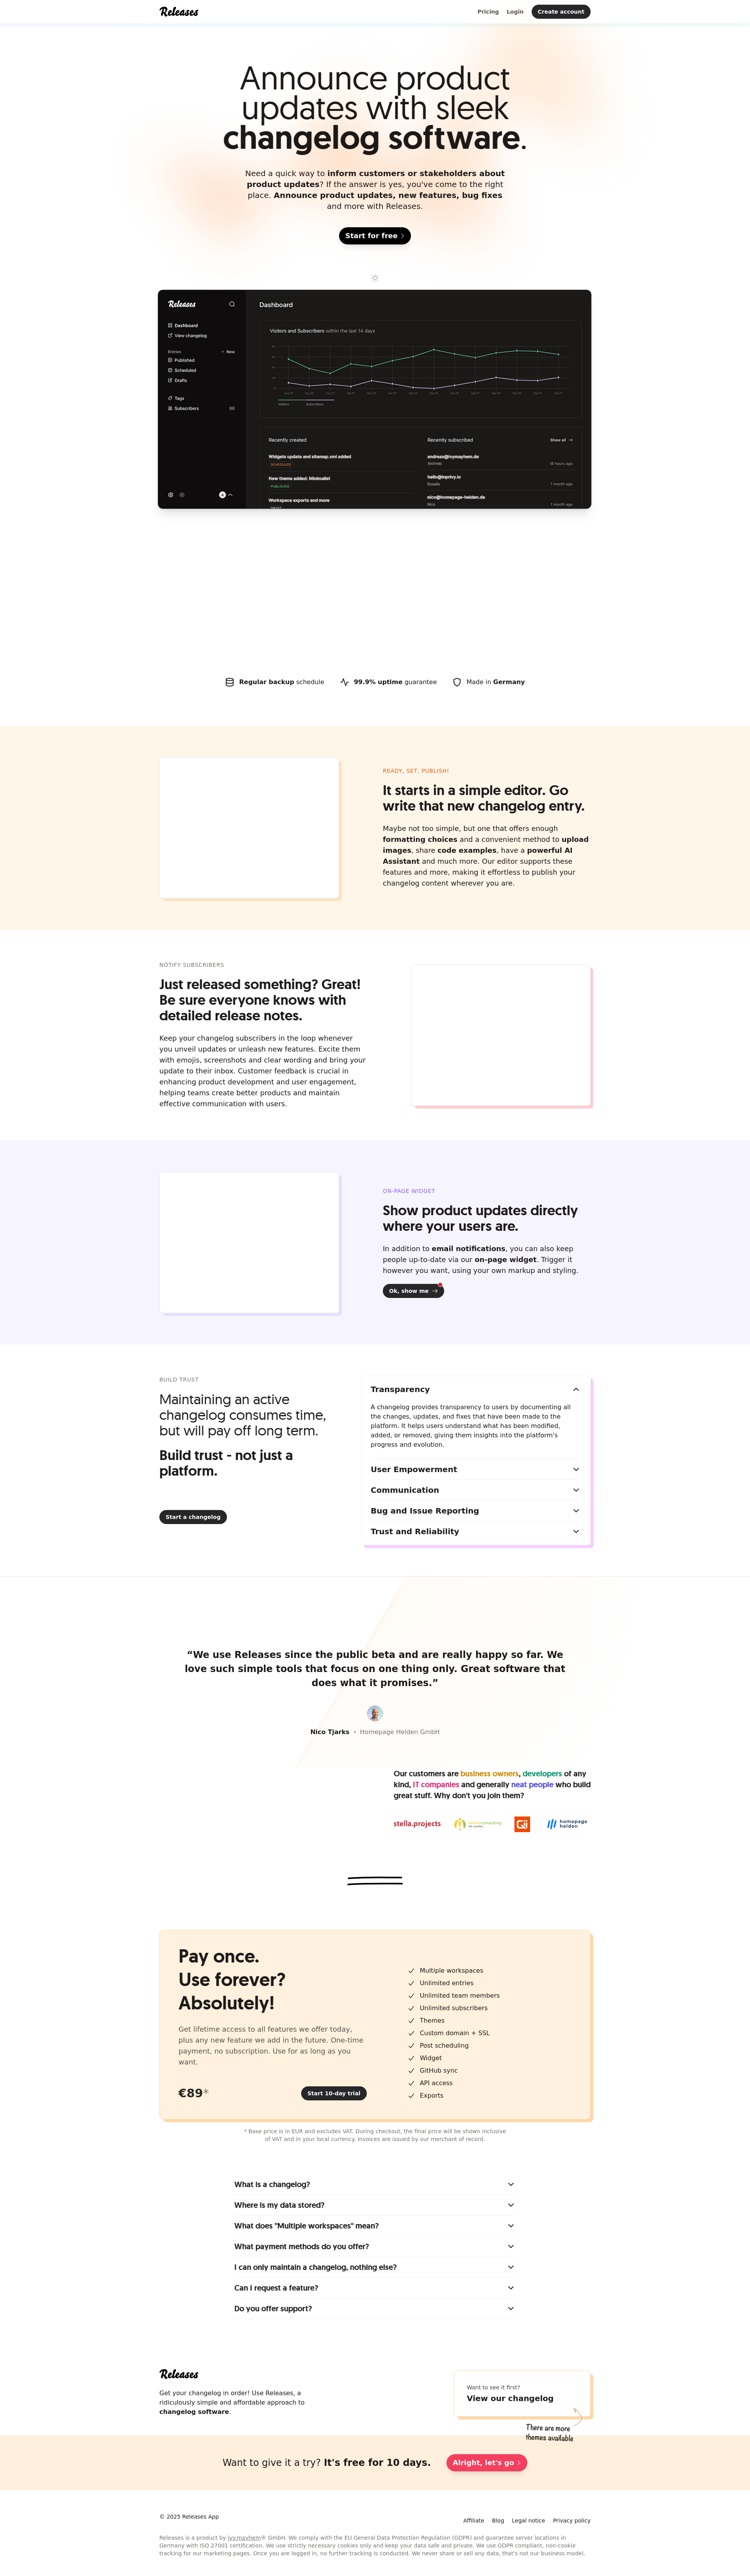 Releases
Pricing
Login
Create account
Announce product
updates with sleek
changelog software.
Need a quick way to inform customers or stakeholders about
product updates? If the answer is yes, you've come to the right
place. Announce product updates, new features, bug fixes
and more with Releases.
Start for free
Releases
Dashboard
View changelog
Entries
+ New
Published
Scheduled
Drafts
Tags
Subscribers
99
A
Dashboard
Visitors and Subscribers within the last 14 days
Visitors
Subscribers
Recently created
Widgets update and sitemap.xml added
SCHEDULED
New theme added: Minimalist
PUBLISHED
Workspace exports and more
Recently subscribed
Show all
andreas@inymayhem.de
Andreas
18 hours ago
hello@inprivy.io
1 month ago
nico@homepage-helden.de
Nico
1 month ago
Regular backup schedule
99.9% uptime guarantee
Made in Germany
READY, SET, PUBLISH!
It starts in a simple editor. Go
write that new changelog entry.
Maybe not too simple, but one that offers enough
formatting choices and a convenient method to upload
images, share code examples, have a powerful AI
Assistant and much more. Our editor supports these
features and more, making it effortless to publish your
changelog content wherever you are.
NOTIFY SUBSCRIBERS
Just released something? Great!
Be sure everyone knows with
detailed release notes.
Keep your changelog subscribers in the loop whenever
you unveil updates or unleash new features. Excite them
with emojis, screenshots and clear wording and bring your
update to their inbox. Customer feedback is crucial in
enhancing product development and user engagement,
helping teams create better products and maintain
effective communication with users.
ON-PAGE WIDGET
Show product updates directly
where your users are.
In addition to email notifications, you can also keep
people up-to-date via our on-page widget. Trigger it
however you want, using your own markup and styling.
Ok, show me
BUILD TRUST
Maintaining an active
changelog consumes time,
but will pay off long term.
Build trust - not just a
platform.
Start a changelog
Transparency
A changelog provides transparency to users by documenting all
the changes, updates, and fixes that have been made to the
platform. It helps users understand what has been modified,
added, or removed, giving them insights into the platform's
progress and evolution.
User Empowerment
Communication
Bug and Issue Reporting
Trust and Reliability
“We use Releases since the public beta and are really happy so far. We
love such simple tools that focus on one thing only. Great software that
does what it promises.”
Nico Tjarks • Homepage Helden GmbH
Our customers are business owners, developers of any
kind, IT companies and generally neat people who build
great stuff. Why don't you join them?
stella.projects
homepage
helden
Pay once.
Use forever?
Absolutely!
Get lifetime access to all features we offer today,
plus any new feature we add in the future. One-time
payment, no subscription. Use for as long as you
want.
€89*
Start 10-day trial
Multiple workspaces
Unlimited entries
Unlimited team members
Unlimited subscribers
Themes
Custom domain + SSL
Post scheduling
Widget
GitHub sync
API access
Exports
* Base price is in EUR and excludes VAT. During checkout, the final price will be shown inclusive
of VAT and in your local currency. Invoices are issued by our merchant of record.
What is a changelog?
Where is my data stored?
What does "Multiple workspaces" mean?
What payment methods do you offer?
I can only maintain a changelog, nothing else?
Can I request a feature?
Do you offer support?
Releases
Get your changelog in order! Use Releases, a
ridiculously simple and affordable approach to
changelog software.
Want to see it first?
View our changelog
There are more
themes available
Want to give it a try? It's free for 10 days.
Alright, let's go
© 2025 Releases App
Affiliate
Blog
Legal notice
Privacy policy
Releases is a product by ivy.mayhem® GmbH. We comply with the EU General Data Protection Regulation (GDPR) and guarantee server locations in
Germany with ISO 27001 certification. We use strictly necessary cookies only and keep your data safe and private. We use GDPR compliant, non-cookie
tracking for our marketing pages. Once you are logged in, no further tracking is conducted. We never share or sell any data, that's not our business model.